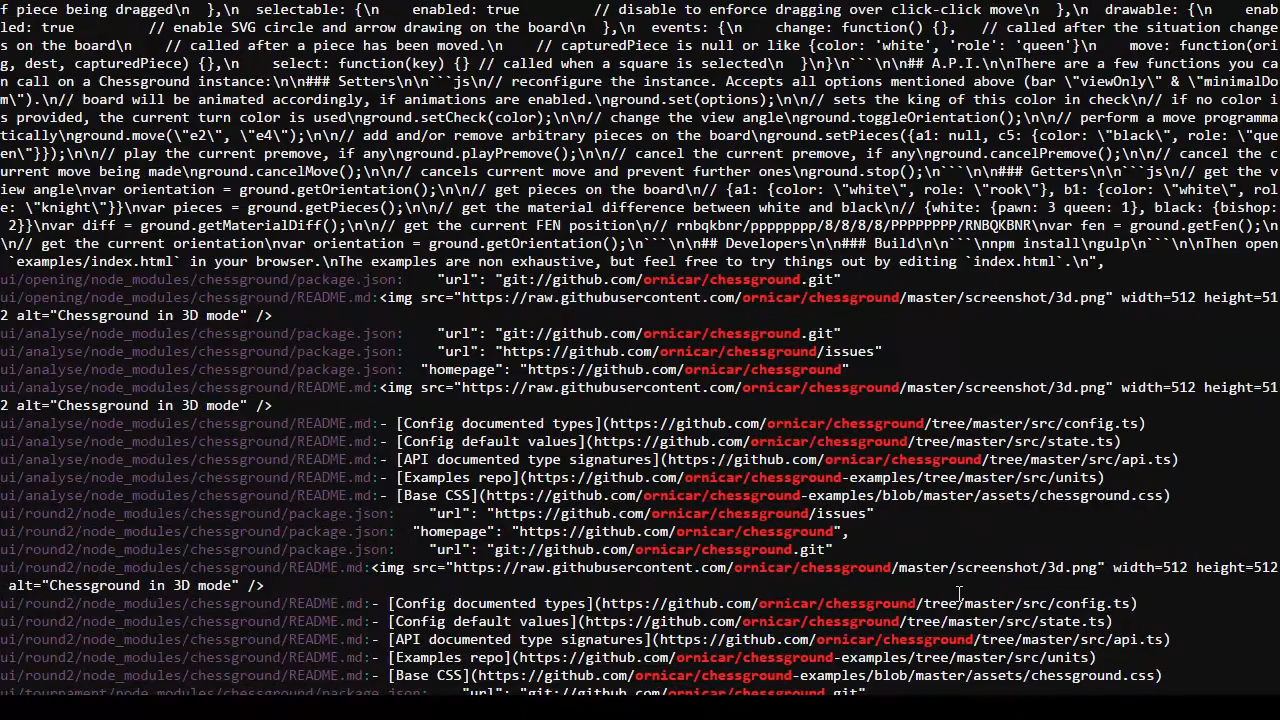 f piece being dragged\n  },\n  selectable: {\n   enabled: true          // disable to enforce dragging over click-click move\n  },\n  drawable: {\n    enab
led: true          // enable SVG circle and arrow drawing on the board\n  },\n  events: {\n    change: function() {},   // called after the situation change
s on the board\n    // called after a piece has been moved.\n    // capturedPiece is null or like {color: 'white', 'role': 'queen'}\n    move: function(ori
g, dest, capturedPiece) {},\n    select: function(key) {} // called when a square is selected\n  }\n}\n```\n\n## A.P.I.\n\nThere are a few functions you ca
n call on a Chessground instance:\n\n### Setters\n\n```js\n// reconfigure the instance. Accepts all options mentioned above (bar \"viewOnly\" & \"minimalDo
m\").\n// board will be animated accordingly, if animations are enabled.\nground.set(options);\n\n// sets the king of this color in check\n// if no color i
s provided, the current turn color is used\nground.setCheck(color);\n\n// change the view angle\nground.toggleOrientation();\n\n// perform a move programma
tically\nground.move(\"e2\", \"e4\");\n\n// add and/or remove arbitrary pieces on the board\nground.setPieces({a1: null, c5: {color: \"black\", role: \"que
en\"}});\n\n// play the current premove, if any\nground.playPremove();\n\n// cancel the current premove, if any\nground.cancelPremove();\n\n// cancel the c
urrent move being made\nground.cancelMove();\n\n// cancels current move and prevent further ones\nground.stop();\n```\n\n### Getters\n\n```js\n// get the v
iew angle\nvar orientation = ground.getOrientation();\n\n// get pieces on the board\n// {a1: {color: \"white\", role: \"rook\"}, b1: {color: \"white\", rol
e: \"knight\"}}\nvar pieces = ground.getPieces();\n\n// get the material difference between white and black\n// {white: {pawn: 3 queen: 1}, black: {bishop:
 2}}\nvar diff = ground.getMaterialDiff();\n\n// get the current FEN position\n// rnbqkbnr/pppppppp/8/8/8/8/PPPPPPPP/RNBQKBNR\nvar fen = ground.getFen();\n
\n// get the current orientation\nvar orientation = ground.getOrientation();\n```\n\n## Developers\n\n### Build\n\n```\nnpm install\ngulp\n```\n\nThen open
 `examples/index.html` in your browser.\nThe examples are non exhaustive, but feel free to try things out by editing `index.html`.\n",
ui/opening/node_modules/chessground/package.json:    "url": "git://github.com/ornicar/chessground.git"
ui/opening/node_modules/chessground/README.md:<img src="https://raw.githubusercontent.com/ornicar/chessground/master/screenshot/3d.png" width=512 height=51
2 alt="Chessground in 3D mode" />
ui/analyse/node_modules/chessground/package.json:    "url": "git://github.com/ornicar/chessground.git"
ui/analyse/node_modules/chessground/package.json:    "url": "https://github.com/ornicar/chessground/issues"
ui/analyse/node_modules/chessground/package.json:  "homepage": "https://github.com/ornicar/chessground"
ui/analyse/node_modules/chessground/README.md:<img src="https://raw.githubusercontent.com/ornicar/chessground/master/screenshot/3d.png" width=512 height=51
2 alt="Chessground in 3D mode" />
ui/analyse/node_modules/chessground/README.md:- [Config documented types](https://github.com/ornicar/chessground/tree/master/src/config.ts)
ui/analyse/node_modules/chessground/README.md:- [Config default values](https://github.com/ornicar/chessground/tree/master/src/state.ts)
ui/analyse/node_modules/chessground/README.md:- [API documented type signatures](https://github.com/ornicar/chessground/tree/master/src/api.ts)
ui/analyse/node_modules/chessground/README.md:- [Examples repo](https://github.com/ornicar/chessground-examples/tree/master/src/units)
ui/analyse/node_modules/chessground/README.md:- [Base CSS](https://github.com/ornicar/chessground-examples/blob/master/assets/chessground.css)
ui/round2/node_modules/chessground/package.json:    "url": "https://github.com/ornicar/chessground/issues"
ui/round2/node_modules/chessground/package.json:  "homepage": "https://github.com/ornicar/chessground",
ui/round2/node_modules/chessground/package.json:    "url": "git://github.com/ornicar/chessground.git"
ui/round2/node_modules/chessground/README.md:<img src="https://raw.githubusercontent.com/ornicar/chessground/master/screenshot/3d.png" width=512 height=512
 alt="Chessground in 3D mode" />
ui/round2/node_modules/chessground/README.md:- [Config documented types](https://github.com/ornicar/chessground/tree/master/src/config.ts)
ui/round2/node_modules/chessground/README.md:- [Config default values](https://github.com/ornicar/chessground/tree/master/src/state.ts)
ui/round2/node_modules/chessground/README.md:- [API documented type signatures](https://github.com/ornicar/chessground/tree/master/src/api.ts)
ui/round2/node_modules/chessground/README.md:- [Examples repo](https://github.com/ornicar/chessground-examples/tree/master/src/units)
ui/round2/node_modules/chessground/README.md:- [Base CSS](https://github.com/ornicar/chessground-examples/blob/master/assets/chessground.css)
ui/tournament/node_modules/chessground/package.json:    "url": "git://github.com/ornicar/chessground.git"